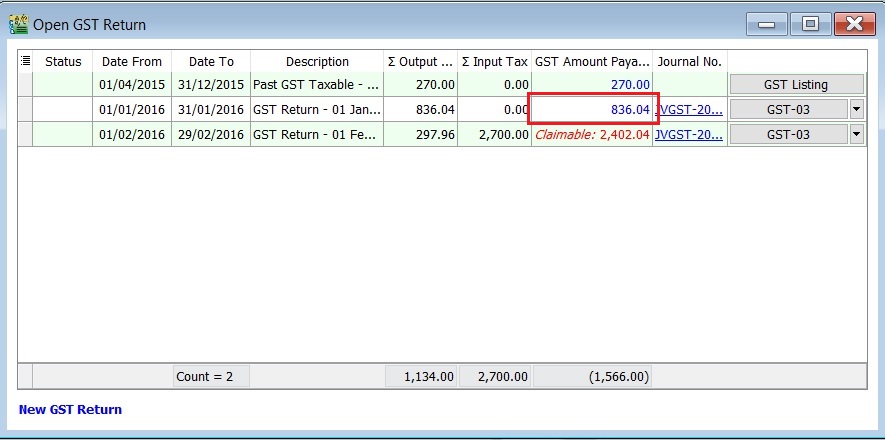 Open GST Return
Status Date From Date To Description Σ Output ... Σ Input Tax GST Amount Paya... Journal No.
01/04/2015 31/12/2015 Past GST Taxable - ... 270.00 0.00 270.00 GST Listing
01/01/2016 31/01/2016 GST Return - 01 Jan... 836.04 0.00 836.04 JVGST-20... GST-03
01/02/2016 29/02/2016 GST Return - 01 Fe... 297.96 2,700.00 Claimable: 2,402.04 JVGST-20... GST-03
Count = 2 1,134.00 2,700.00 (1,566.00)
New GST Return